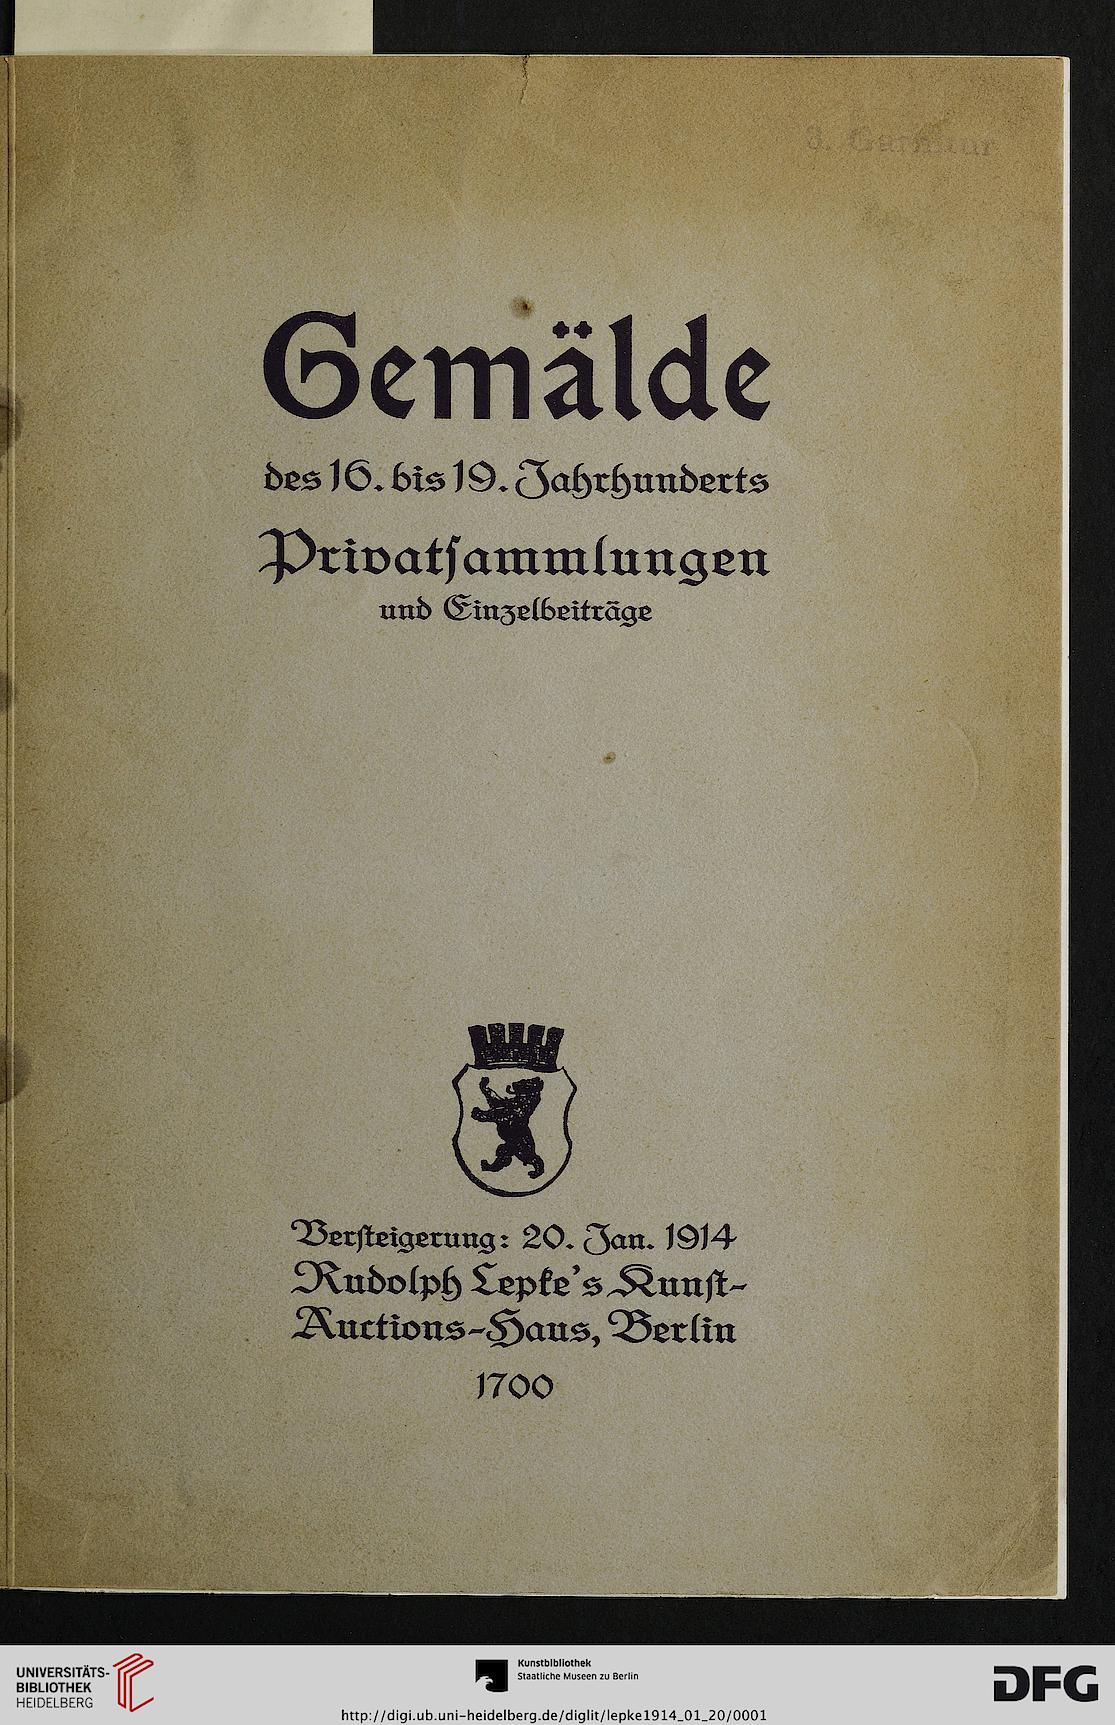 3. Garnitur
Gemälde
des 16. bis 19. Jahrhunderts
Privatsammlungen
und Einzelbeiträge
Versteigerung: 20. Jan. 1914
Rudolph Lepke's Kunst-
Auctions-Haus, Berlin
1700
UNIVERSITÄTS-
BIBLIOTHEK
HEIDELBERG
Kunstbibliothek
Staatliche Museen zu Berlin
DFG
http://digi.ub.uni-heidelberg.de/diglit/lepke1914_01_20/0001